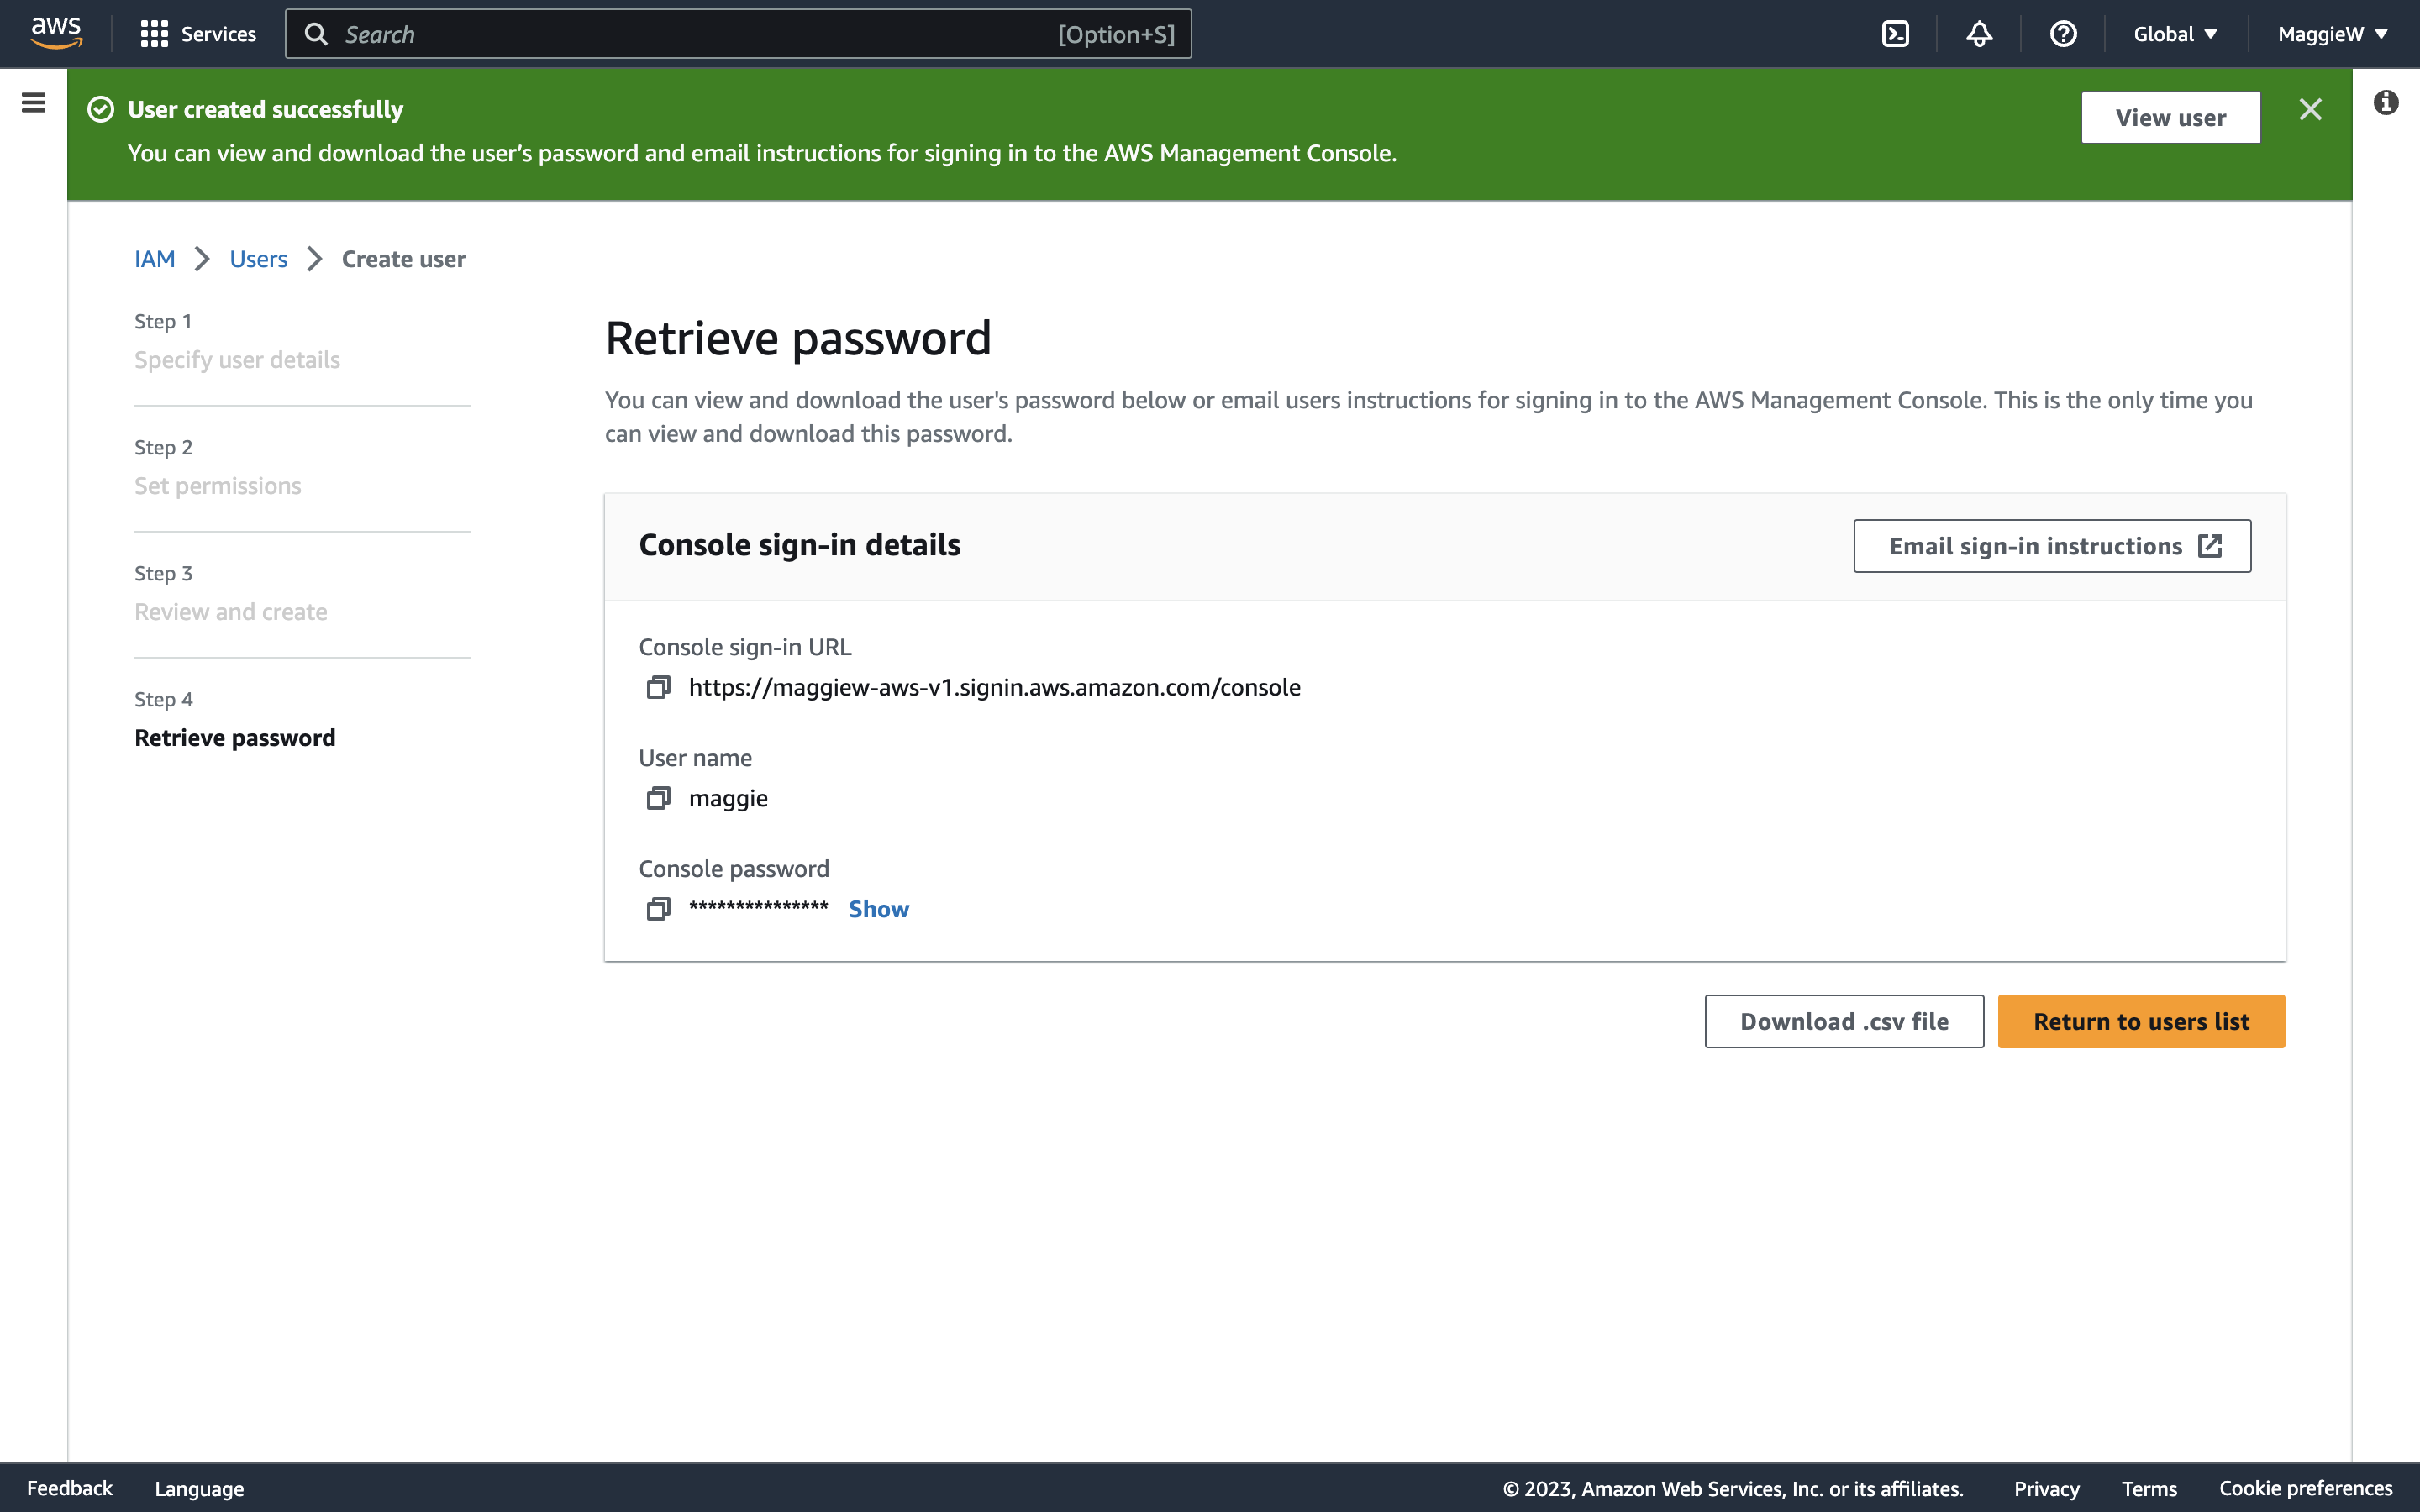 aws
Services
Search
[Option+S]
Global
MaggieW
User created successfully
You can view and download the user’s password and email instructions for signing in to the AWS Management Console.
View user
IAM
Users
Create user
Step 1
Specify user details
Step 2
Set permissions
Step 3
Review and create
Step 4
Retrieve password
Retrieve password
You can view and download the user's password below or email users instructions for signing in to the AWS Management Console. This is the only time you
can view and download this password.
Console sign-in details
Email sign-in instructions
Console sign-in URL
https://maggiew-aws-v1.signin.aws.amazon.com/console
User name
maggie
Console password
*************** Show
Download .csv file
Return to users list
Feedback
Language
© 2023, Amazon Web Services, Inc. or its affiliates.
Privacy
Terms
Cookie preferences